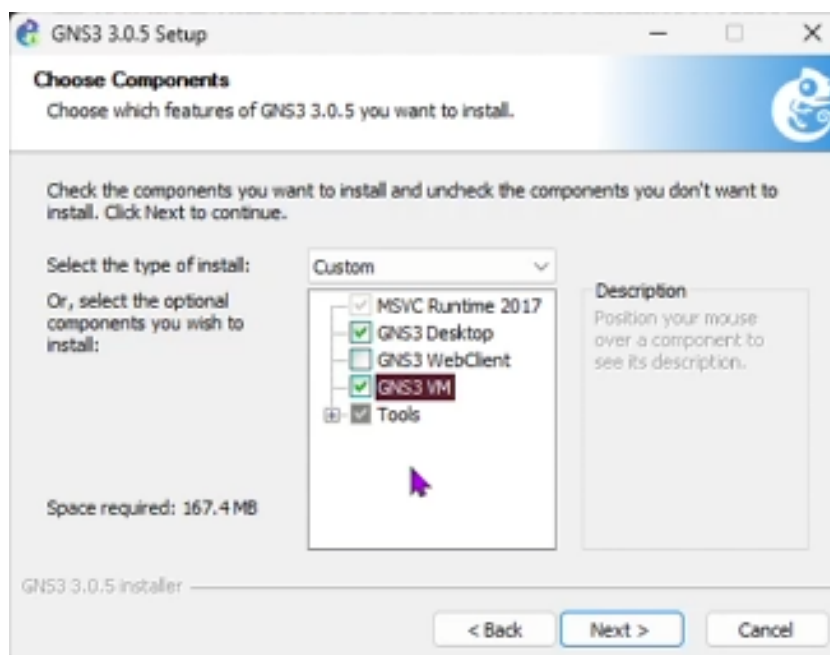 GNS3 3.0.5 Setup
Choose Components
Choose which features of GNS3 3.0.5 you want to install.
Check the components you want to install and uncheck the components you don't want to
install. Click Next to continue.
Select the type of install:
Custom
Or, select the optional
components you wish to
install:
MSVC Runtime 2017
GNS3 Desktop
GNS3 WebClient
GNS3 VM
Tools
Description
Position your mouse
over a component to
see its description.
Space required: 167.4 MB
GNS3 3.0.5 installer
< Back
Next >
Cancel